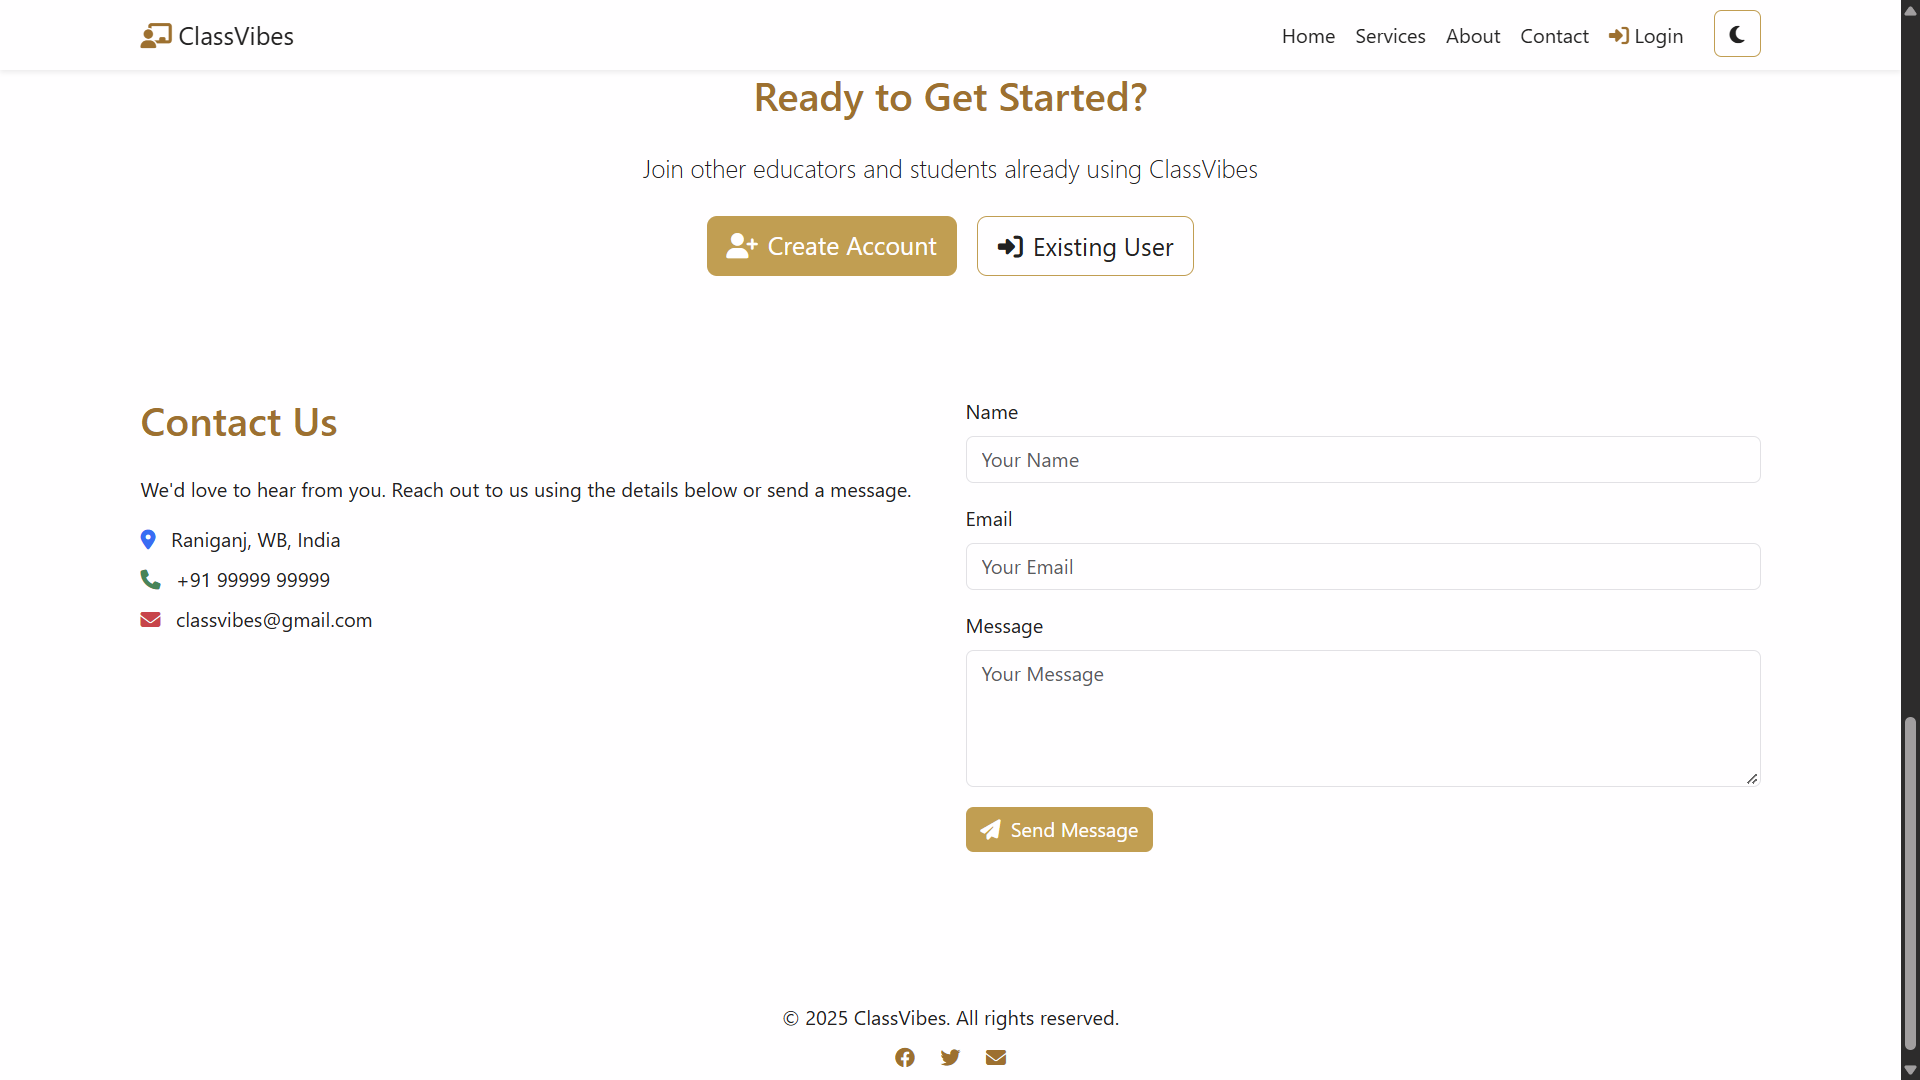 ClassVibes
Home Services About Contact Login
Ready to Get Started?
Join other educators and students already using ClassVibes
Create Account
Existing User
Contact Us
We'd love to hear from you. Reach out to us using the details below or send a message.
Raniganj, WB, India
+91 99999 99999
classvibes@gmail.com
Name
Your Name
Email
Your Email
Message
Your Message
Send Message
© 2025 ClassVibes. All rights reserved.